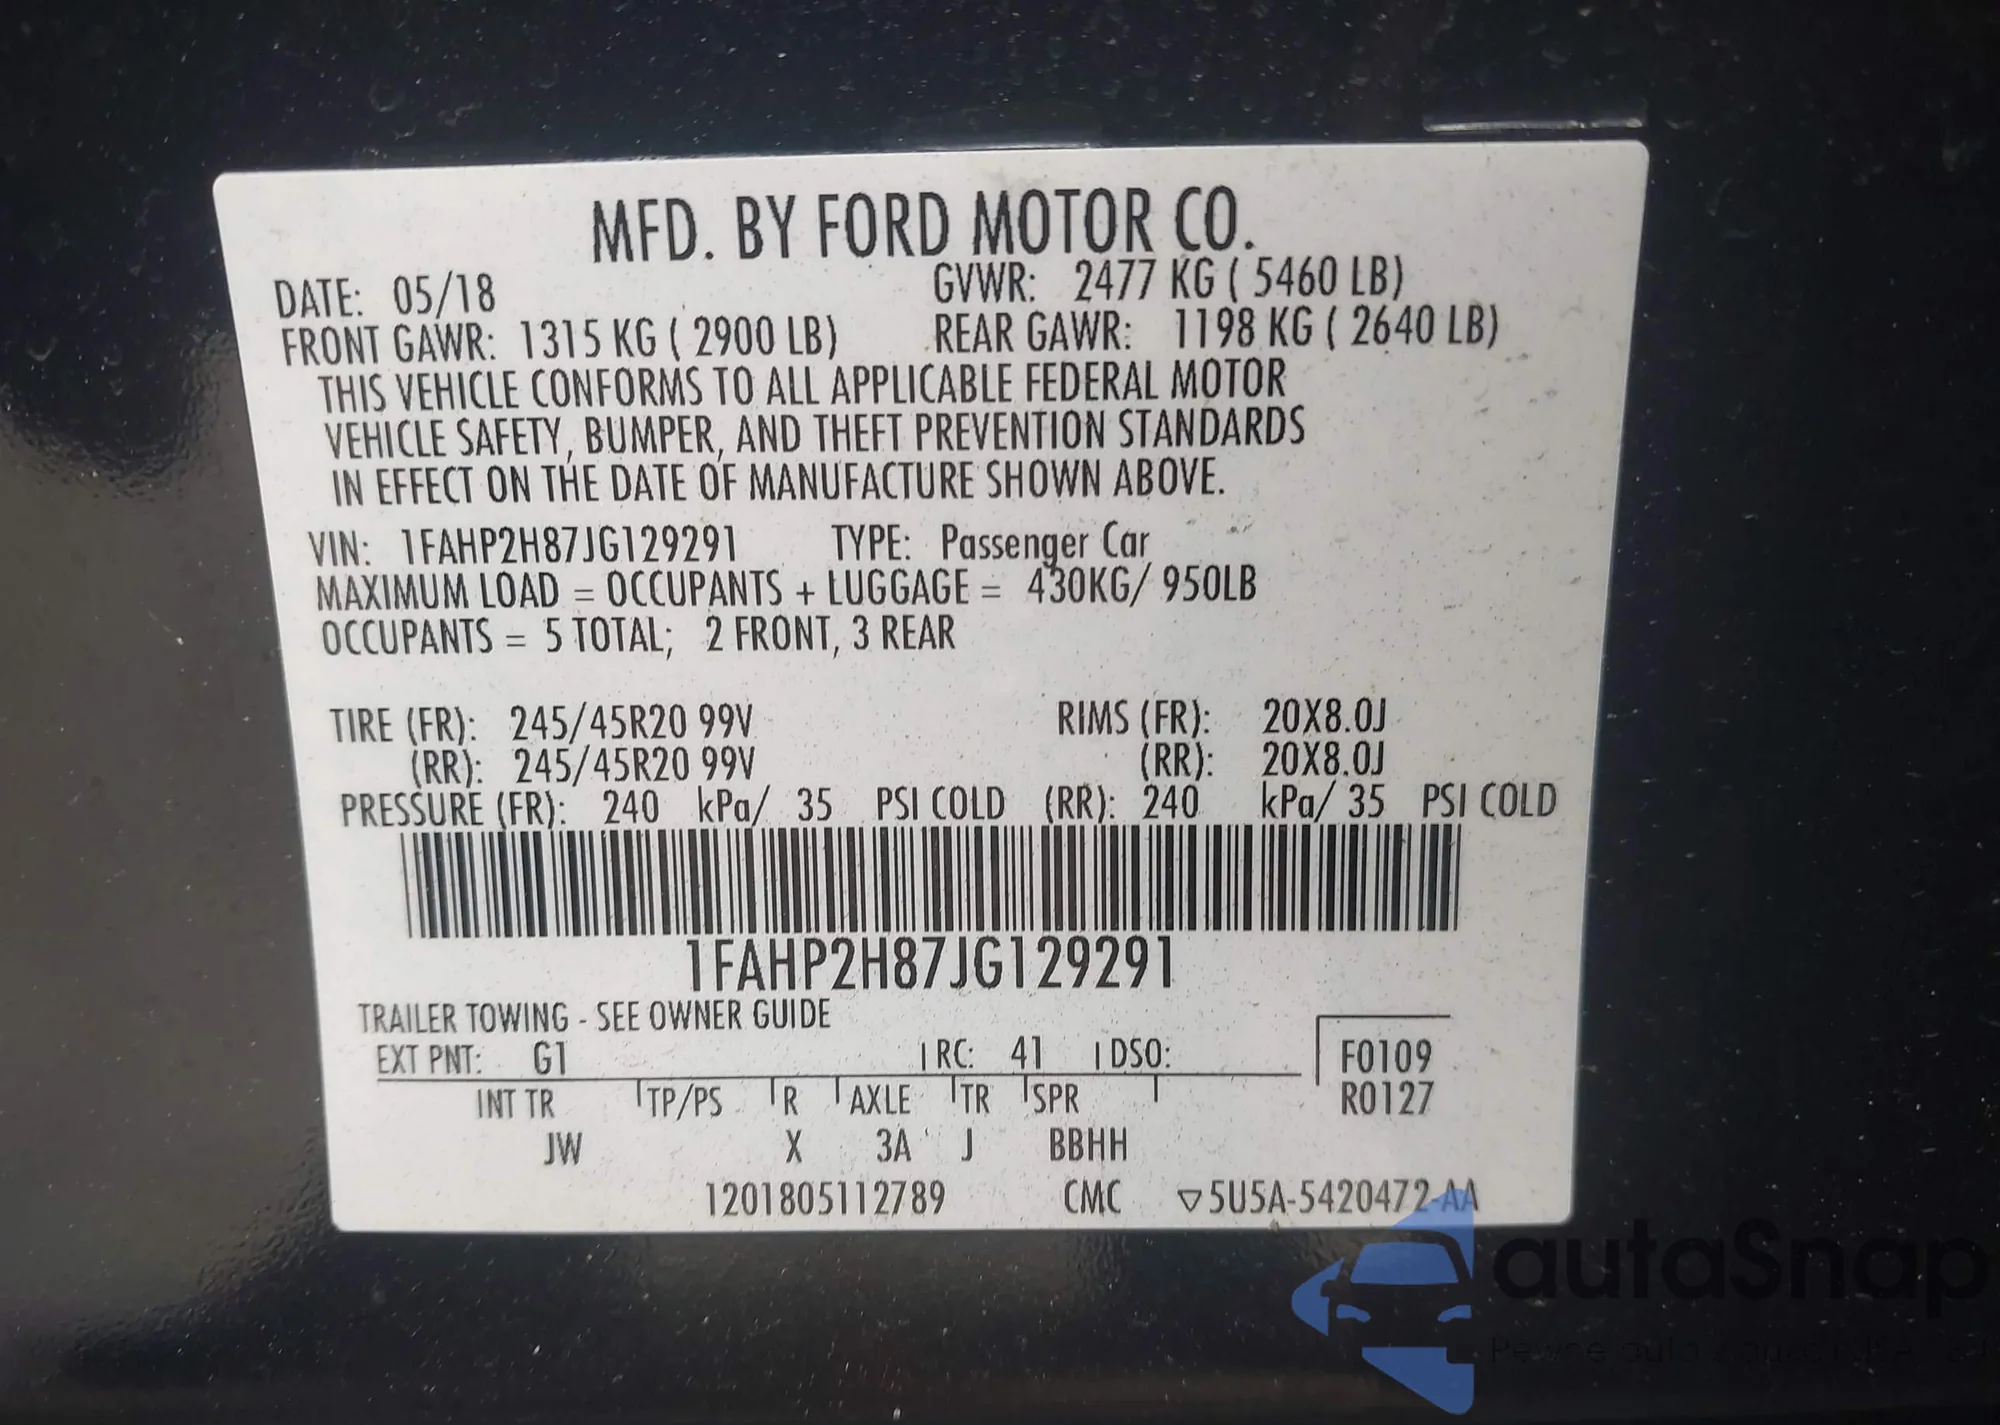 MFD. BY FORD MOTOR CO.
DATE: 05/18 GVWR: 2477 KG ( 5460 LB)
FRONT GAWR: 1315 KG ( 2900 LB) REAR GAWR: 1198 KG ( 2640 LB)
THIS VEHICLE CONFORMS TO ALL APPLICABLE FEDERAL MOTOR
VEHICLE SAFETY, BUMPER, AND THEFT PREVENTION STANDARDS
IN EFFECT ON THE DATE OF MANUFACTURE SHOWN ABOVE.
VIN: 1FAHP2H87JG129291 TYPE: Passenger Car
MAXIMUM LOAD = OCCUPANTS + LUGGAGE = 430KG/ 950LB
OCCUPANTS = 5 TOTAL; 2 FRONT, 3 REAR
TIRE (FR): 245/45R20 99V RIMS (FR): 20X8.0J
(RR): 245/45R20 99V (RR): 20X8.0J
PRESSURE (FR): 240 kPa/ 35 PSI COLD (RR): 240 kPa/ 35 PSI COLD
1FAHP2H87JG129291
TRAILER TOWING - SEE OWNER GUIDE
EXT PNT: G1 RC: 41 DSO: F0109
INT TR TP/PS R AXLE TR SPR R0127
JW X 3A J BBHH
1201805112789 CMC ▽5U5A-5420472-AA
autaSnap
Pewne auto